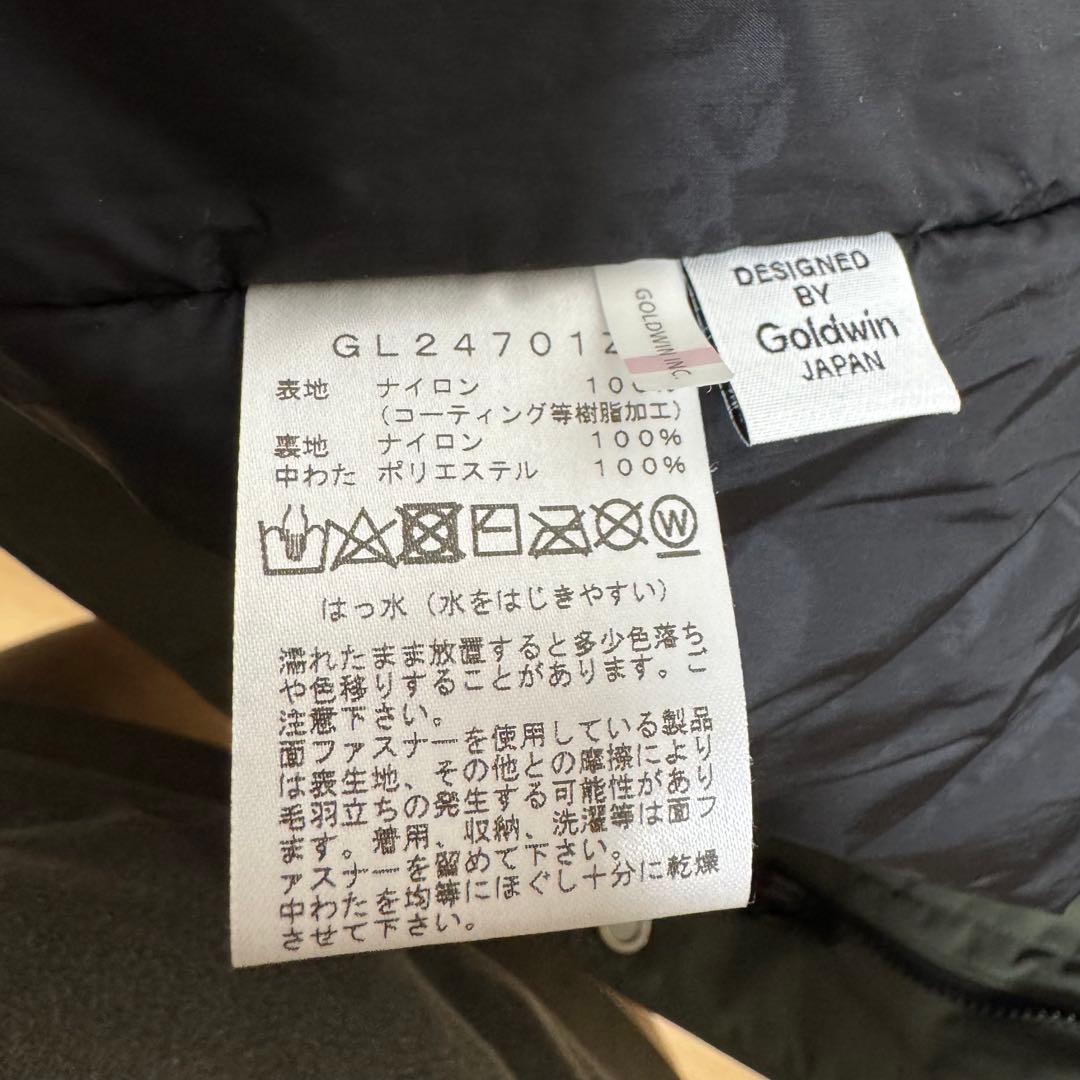 GL24701
表地 ナイロン 100%
(コーティング等樹脂加工)
裏地 ナイロン 100%
中わた ポリエステル 100%
W
はっ水(水をはじきやすい)
濡れたまま放置すると多少色落ち
や色移りすることがあります。ご
注意下さい。
面ファスナーを使用している製品
は表生地、その他との摩擦により
毛羽立ちの発生する可能性があり
ます。着用、収納、洗濯等は面フ
ァスナーを留めて下さい。
中わたを均等にほぐし十分に乾燥
させて下さい。
GOLDWIN INC.
DESIGNED
BY
Goldwin
JAPAN